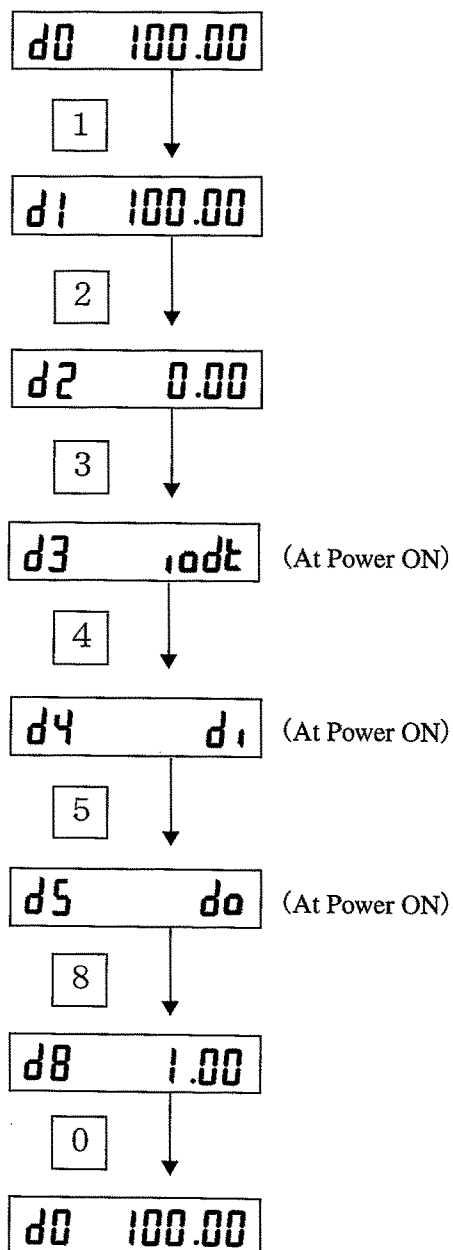 d0 100.00
1
d1 100.00
2
d2 0.00
3
d3 iodt (At Power ON)
4
d4 di (At Power ON)
5
d5 do (At Power ON)
8
d8 1.00
0
d0 100.00